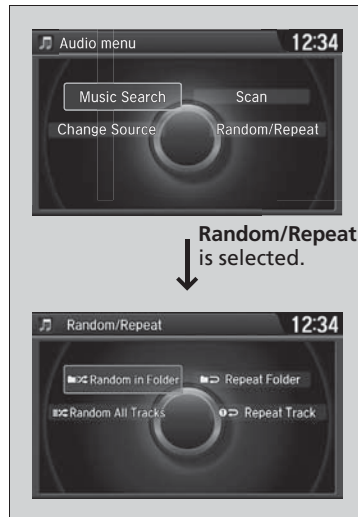 Audio menu 12:34
Music Search Scan
Change Source Random/Repeat
Random/Repeat
is selected.
Random/Repeat 12:34
Random in Folder Repeat Folder
Random All Tracks Repeat Track